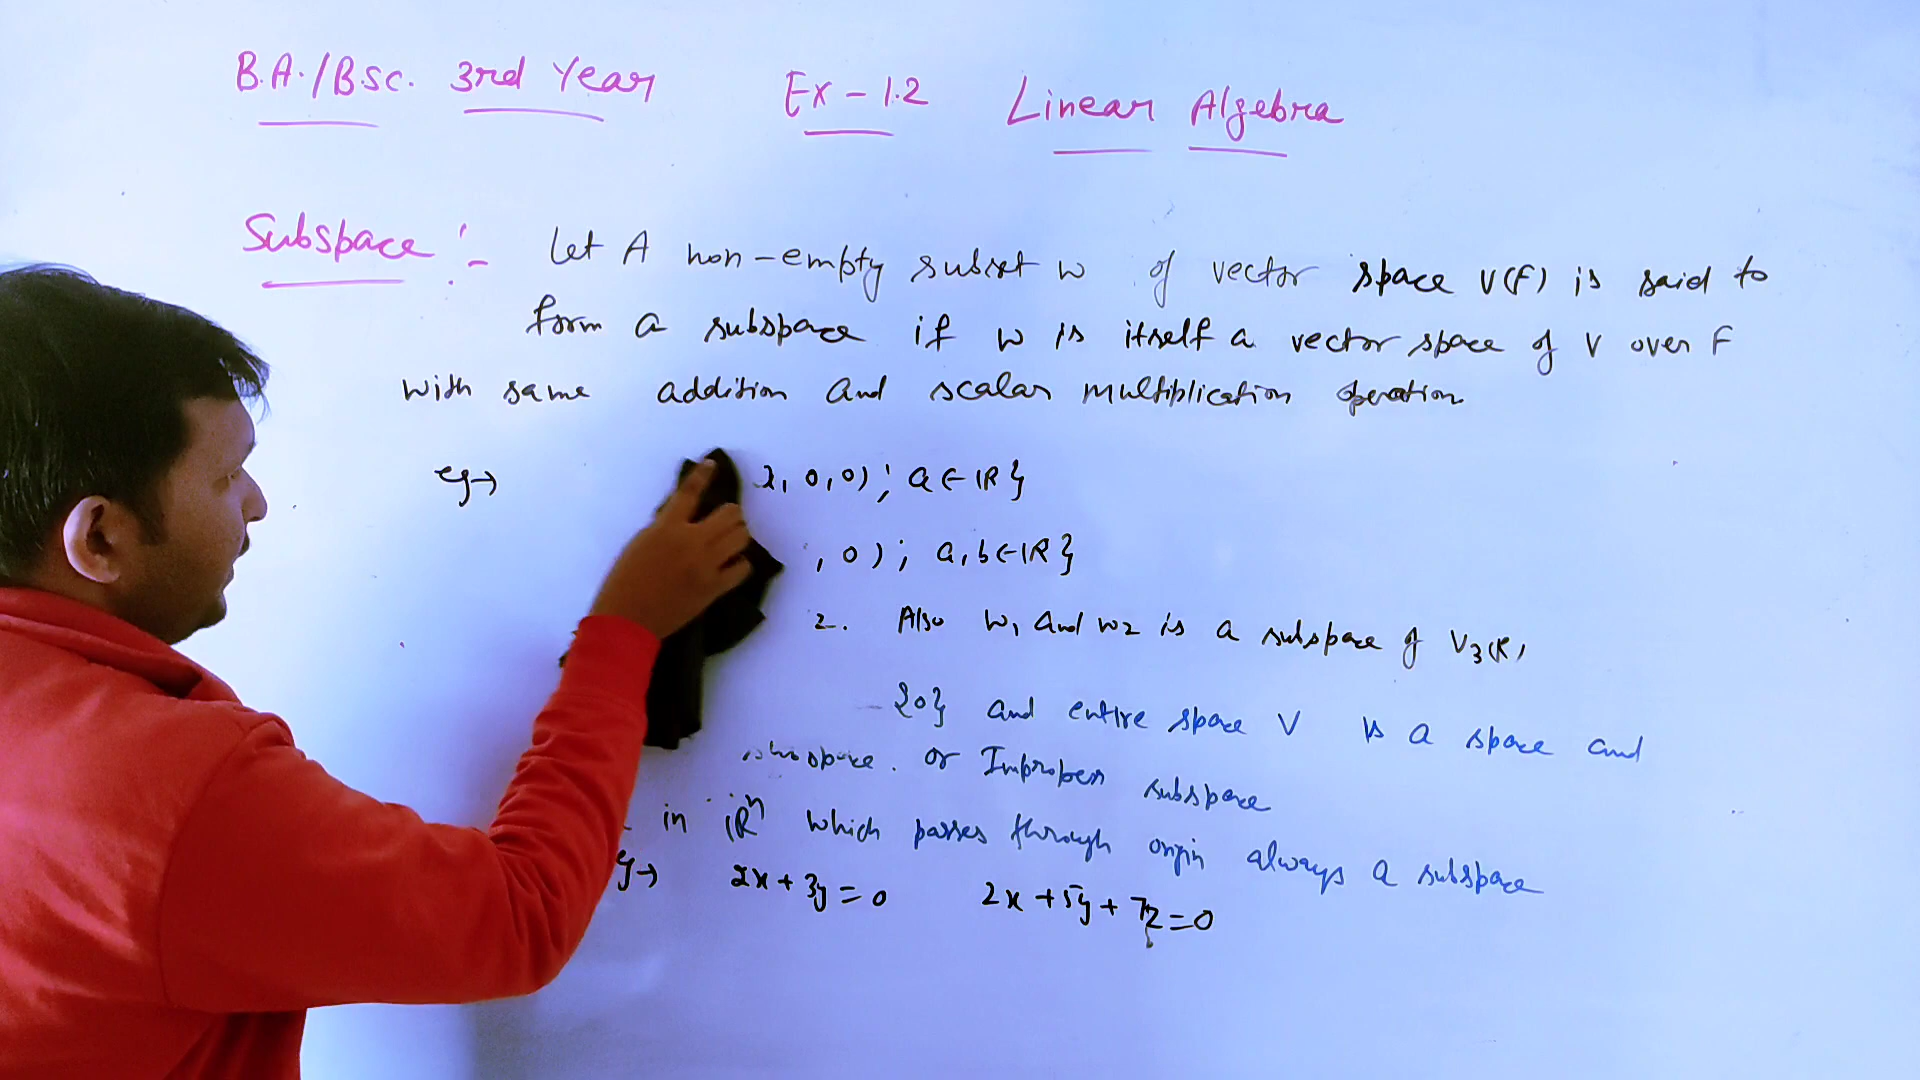 B.A./B.sc. 3rd Year Ex-1.2 Linear Algebra
Subspace :- Let A non-empty subset w of vector space V(F) is said to
form a subspace if w is itself a vector space of V over F
with same addition and scalar multiplication operation
eg→ , 0, 0) ; a ∈ IR }
, 0 ) ; a, b ∈ IR }
2. Also W1 and W2 is a subspace of V3(R)
{0} and entire space V is a space and
subspace. or Improper subspace
in IRⁿ which passes through origin always a subspace
eg→ 2x + 3y = 0 2x + 5y + 7z = 0